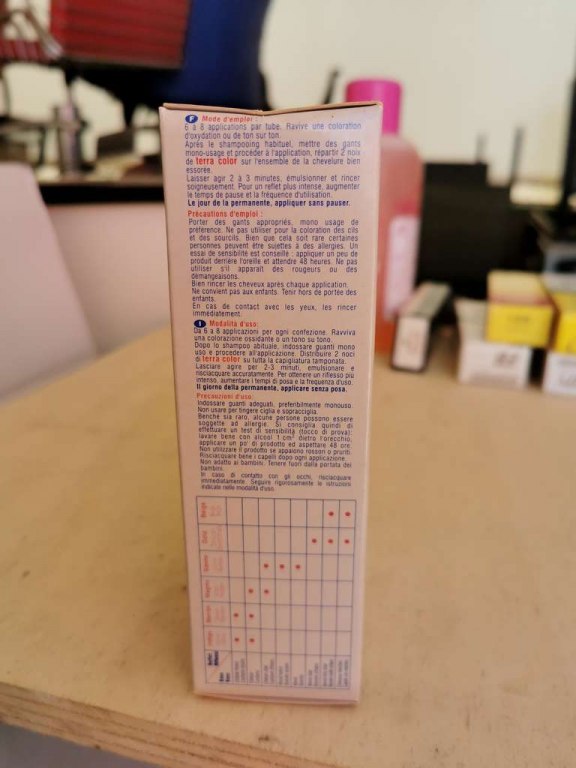 F Mode d'emploi :
6 à 8 applications par tube. Ravive une coloration
d'oxydation ou de ton sur ton.
Après le shampooing habituel, mettre des gants
mono-usage et procéder à l'application, répartir 2 noix
de terra color sur l'ensemble de la chevelure bien
essorée.
Laisser agir 2 à 3 minutes, émulsionner et rincer
soigneusement. Pour un reflet plus intense, augmenter
le temps de pause et la fréquence d'utilisation.
Le jour de la permanente, appliquer sans pauser.
Précautions d'emploi :
Porter des gants appropriés, mono usage de
préférence. Ne pas utiliser pour la coloration des cils
et des sourcils. Bien que cela soit rare certaines
personnes peuvent être sujettes à des allergies. Un
essai de sensibilité est conseillé : appliquer un peu de
produit derrière l'oreille et attendre 48 heures. Ne pas
utiliser s'il apparaît des rougeurs ou des
démangeaisons.
Bien rincer les cheveux après chaque application.
Ne convient pas aux enfants. Tenir hors de portée des
enfants.
En cas de contact avec les yeux, les rincer
immédiatement.
I Modalità d'uso:
Da 6 a 8 applicazioni per ogni confezione. Ravviva
una colorazione ossidante o un tono su tono.
Dopo lo shampoo abituale, indossare guanti mono
uso e procedere all'applicazione. Distribuire 2 noci
di terra color su tutta la capigliatura tamponata.
Lasciare agire per 2-3 minuti, emulsionare e
risciacquare accuratamente. Per ottenere un riflesso più
intenso, aumentare i tempi di posa e la frequenza d'uso.
Il giorno della permanente, applicare senza posa.
Precauzioni d'uso :
Indossare guanti adeguati, preferibilmente monouso.
Non usare per tingere ciglia e sopracciglia.
Benché sia raro, alcune persone possono essere
soggette ad allergie. Si consiglia quindi di
effettuare un test di sensibilità (tocco di prova):
lavare bene con alcool 1 cm² dietro l'orecchio,
applicare un po' di prodotto ed aspettare 48 ore.
Non utilizzare il prodotto se appaiono rossori o pruriti.
Risciacquare bene i capelli dopo ogni applicazione.
Non adatto ai bambini. Tenere fuori dalla portata dei
bambini.
In caso di contatto con gli occhi, risciacquare
immediatamente. Seguire rigorosamente le istruzioni
indicate nelle modalità d'uso.